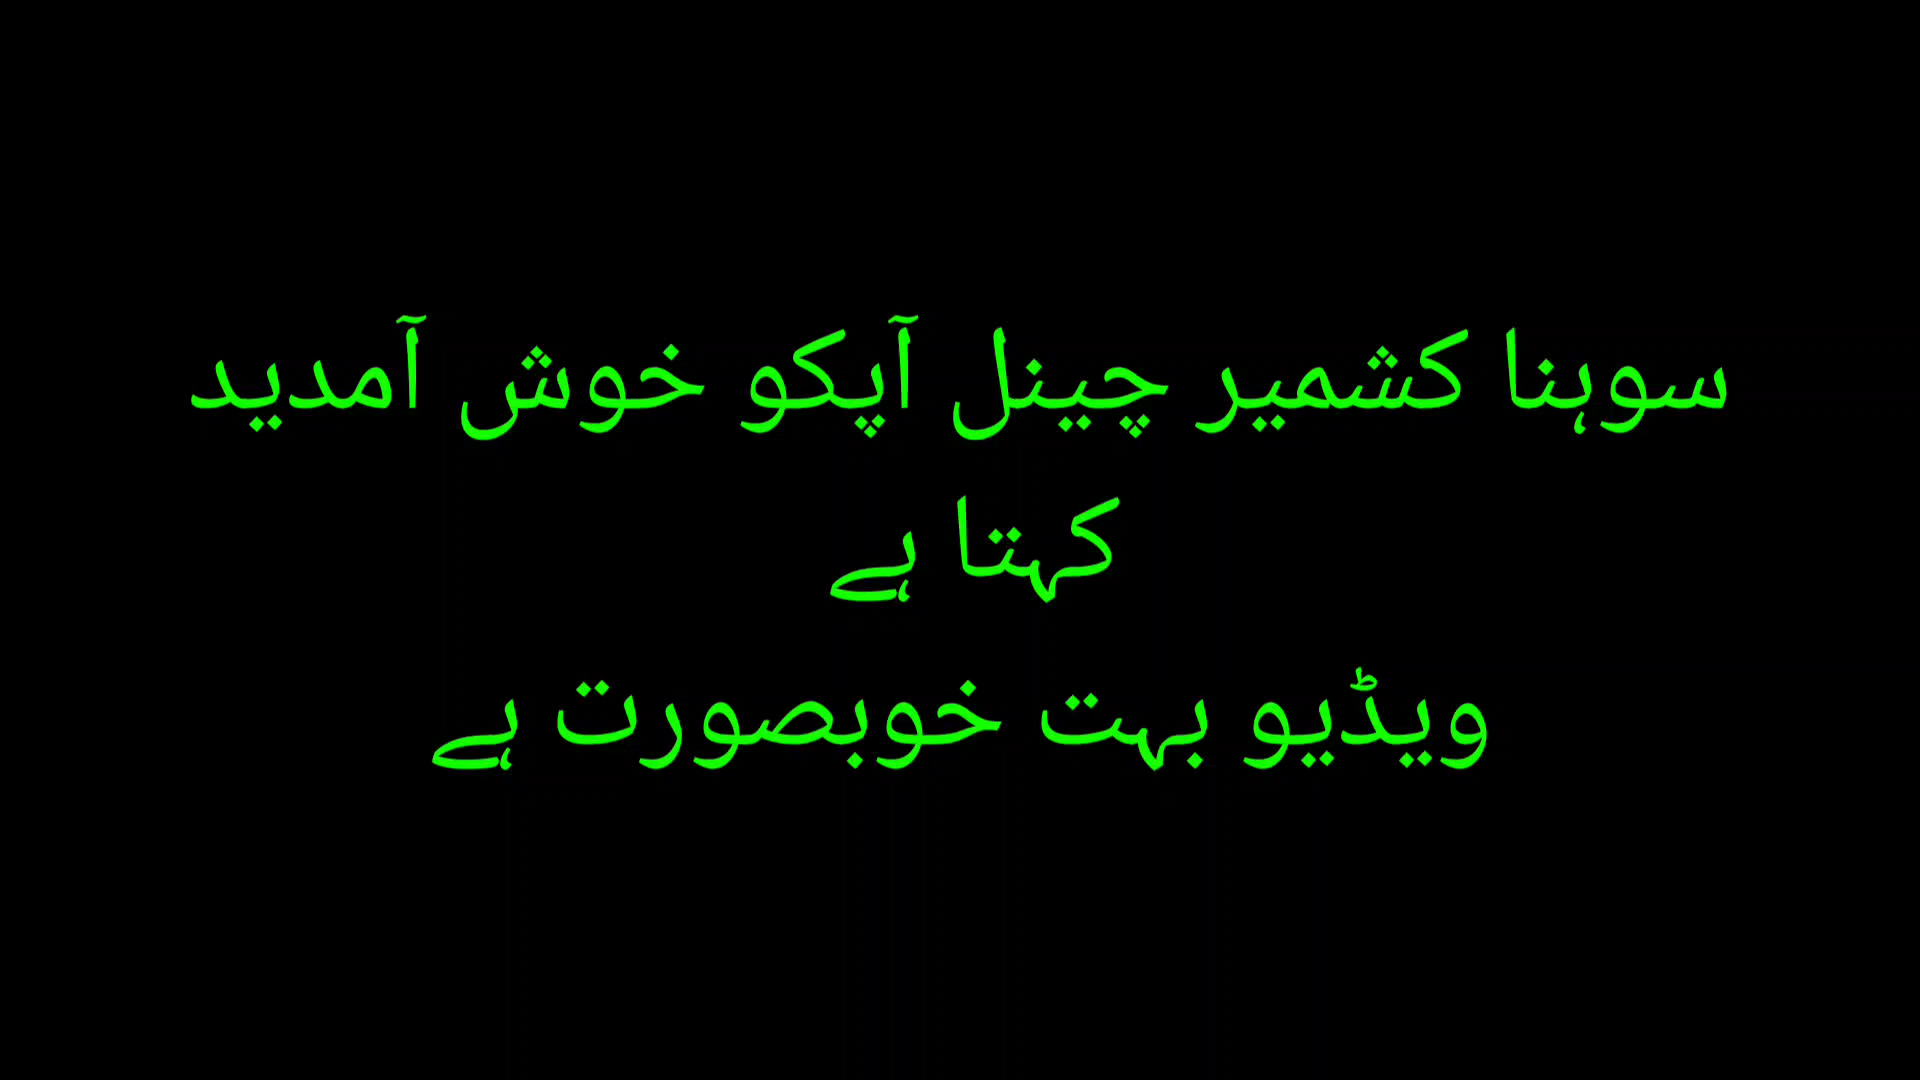 سوہنا کشمیر چینل آپکو خوش آمدید
کہتا ہے
ویڈیو بہت خوبصورت ہے